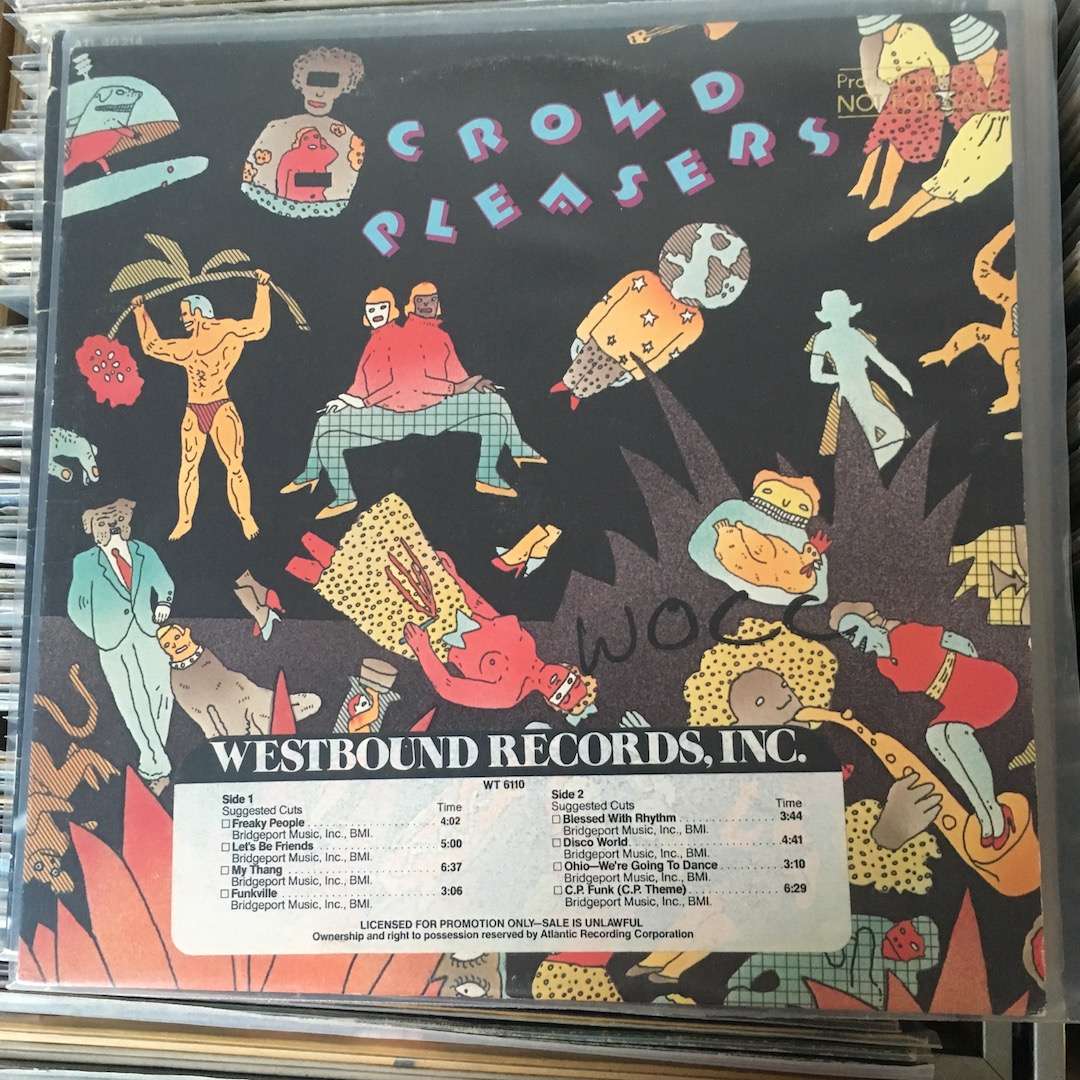 CROWD
PLEASERS
NOT FOR SALE
WOCC
WESTBOUND RECORDS, INC.
WT 6110
Side 1
Suggested Cuts Time
☐ Freaky People 4:02
Bridgeport Music, Inc., BMI.
☐ Let's Be Friends 5:00
Bridgeport Music, Inc., BMI.
☐ My Thang 6:37
Bridgeport Music, Inc., BMI.
☐ Funkville 3:06
Bridgeport Music, Inc., BMI.
Side 2
Suggested Cuts Time
☐ Blessed With Rhythm 3:44
Bridgeport Music, Inc., BMI.
☐ Disco World 4:41
Bridgeport Music, Inc., BMI.
☐ Ohio—We're Going To Dance 3:10
Bridgeport Music, Inc., BMI.
☐ C.P. Funk (C.P. Theme) 6:29
Bridgeport Music, Inc., BMI.
LICENSED FOR PROMOTION ONLY—SALE IS UNLAWFUL
Ownership and right to possession reserved by Atlantic Recording Corporation